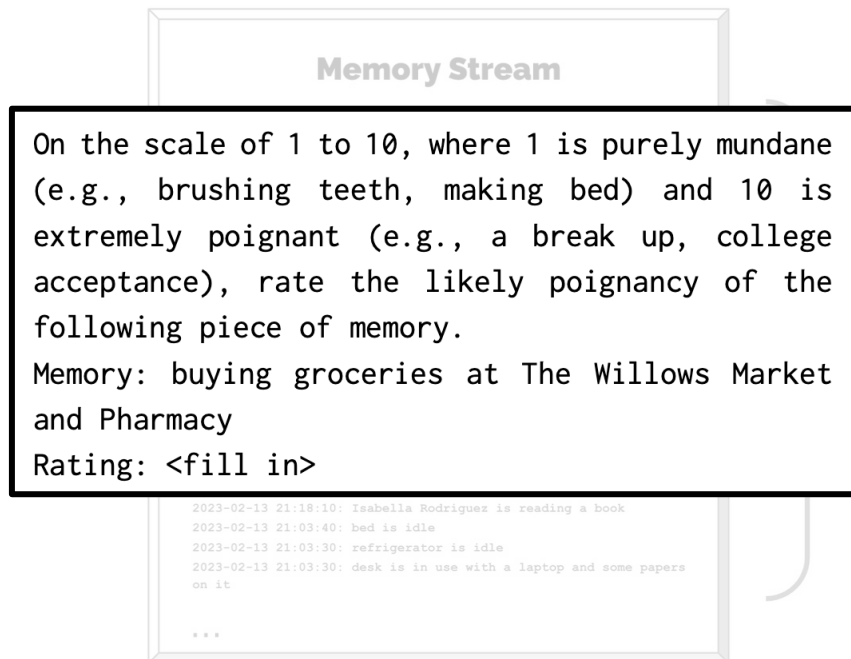 Memory Stream
On the scale of 1 to 10, where 1 is purely mundane
(e.g., brushing teeth, making bed) and 10 is
extremely poignant (e.g., a break up, college
acceptance), rate the likely poignancy of the
following piece of memory.
Memory: buying groceries at The Willows Market
and Pharmacy
Rating: <fill in>
2023-02-13 21:18:10: Isabella Rodriguez is reading a book
2023-02-13 21:03:40: bed is idle
2023-02-13 21:03:30: refrigerator is idle
2023-02-13 21:03:30: desk is in use with a laptop and some papers
on it
...